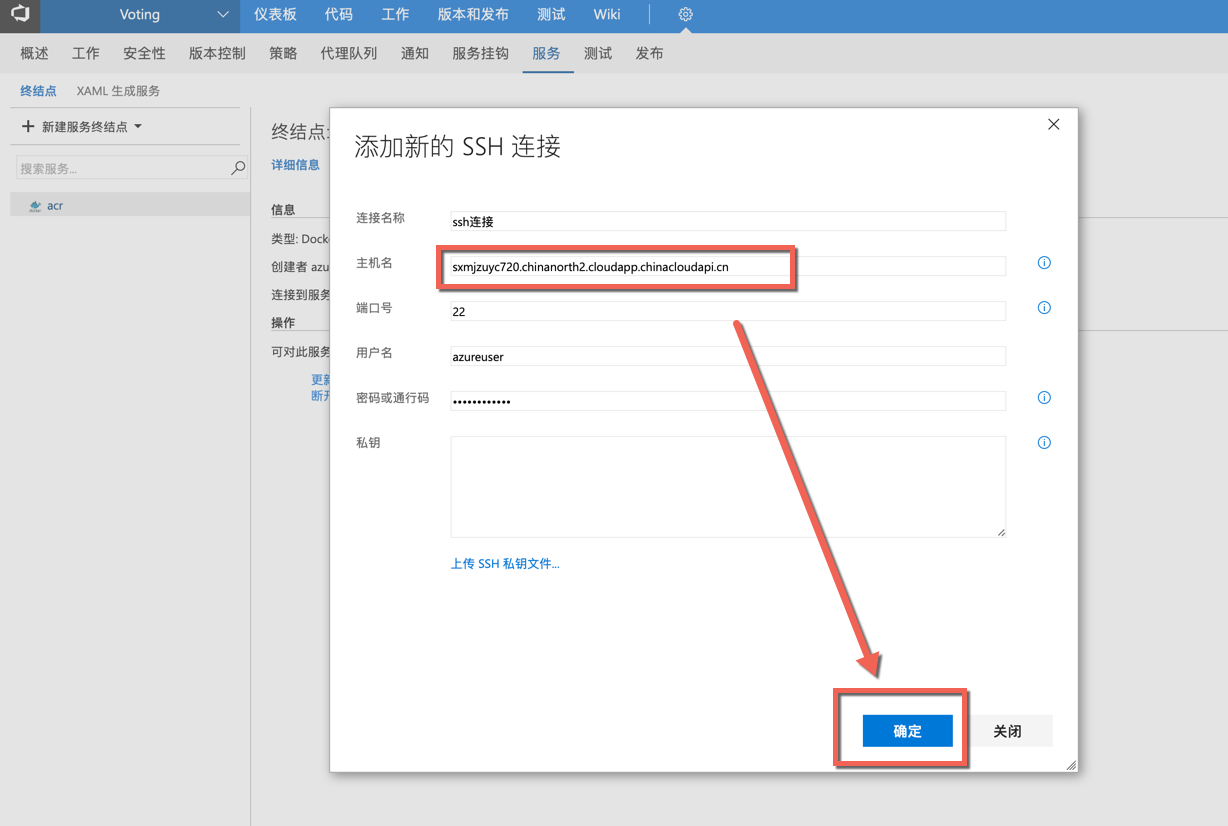 Voting 仪表板 代码 工作 版本和发布 测试 Wiki
概述 工作 安全性 版本控制 策略 代理队列 通知 服务挂钩 服务 测试 发布
终结点 XAML 生成服务
新建服务终结点
搜索服务...
acr
终结点:
详细信息
信息
类型: Docke
创建者 azu
连接到服务
操作
可对此服务
更新
断开
添加新的 SSH 连接
连接名称 ssh连接
主机名 sxmjzuyc720.chinanorth2.cloudapp.chinacloudapi.cn
端口号 22
用户名 azureuser
密码或通行码 ••••••••••••
私钥
上传 SSH 私钥文件...
确定 关闭